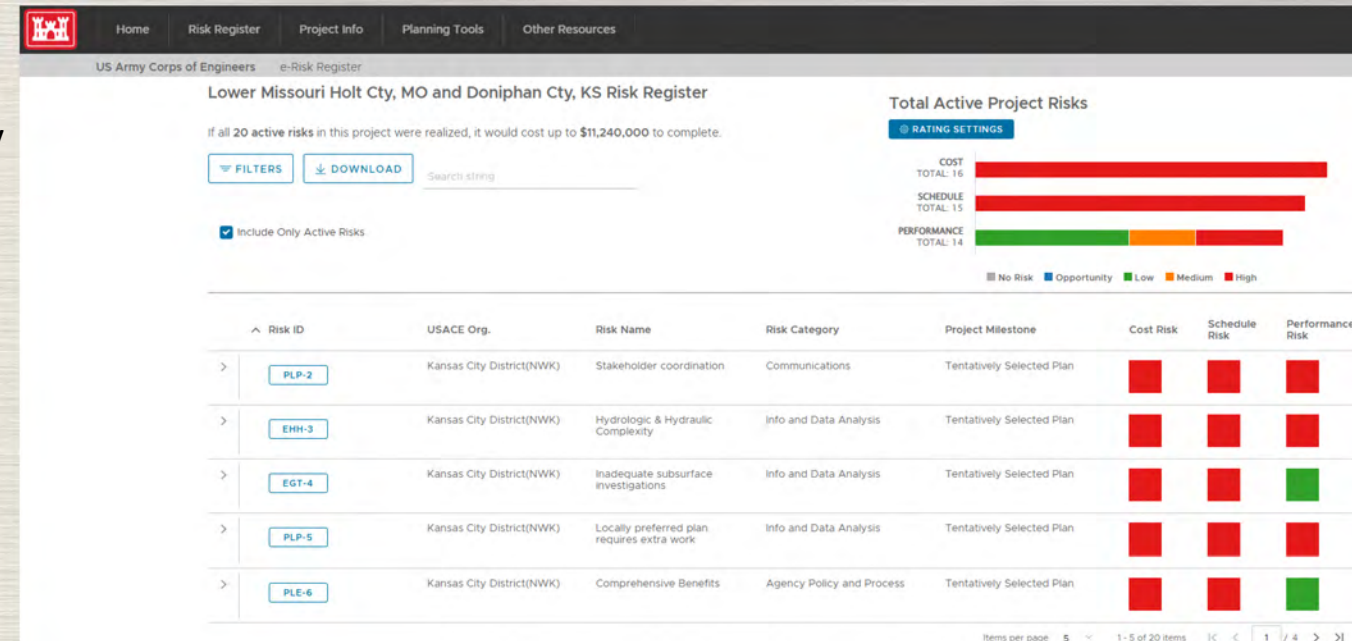 Home Risk Register Project Info Planning Tools Other Resources
US Army Corps of Engineers e-Risk Register
y
Lower Missouri Holt Cty, MO and Doniphan Cty, KS Risk Register
If all 20 active risks in this project were realized, it would cost up to $11,240,000 to complete.
FILTERS DOWNLOAD Search string
Include Only Active Risks
Total Active Project Risks
RATING SETTINGS
COST
TOTAL: 16
SCHEDULE
TOTAL: 15
PERFORMANCE
TOTAL: 14
No Risk Opportunity Low Medium High
Risk ID USACE Org. Risk Name Risk Category Project Milestone Cost Risk Schedule Risk Performance Risk
PLP-2 Kansas City District(NWK) Stakeholder coordination Communications Tentatively Selected Plan
EHH-3 Kansas City District(NWK) Hydrologic & Hydraulic Complexity Info and Data Analysis Tentatively Selected Plan
EGT-4 Kansas City District(NWK) Inadequate subsurface investigations Info and Data Analysis Tentatively Selected Plan
PLP-5 Kansas City District(NWK) Locally preferred plan requires extra work Info and Data Analysis Tentatively Selected Plan
PLE-6 Kansas City District(NWK) Comprehensive Benefits Agency Policy and Process Tentatively Selected Plan
Items per page 5 1 - 5 of 20 items 1 / 4